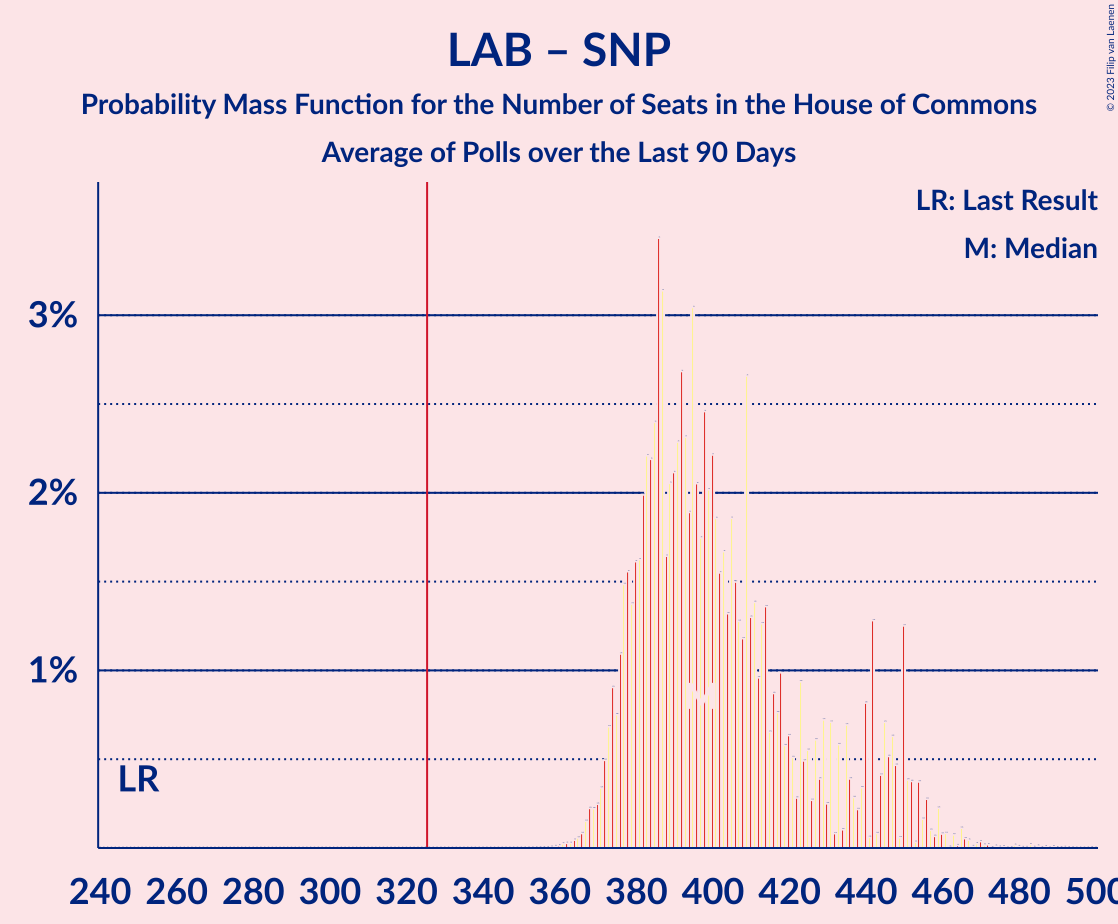 LAB – SNP
Probability Mass Function for the Number of Seats in the House of Commons
Average of Polls over the Last 90 Days
© 2023 Filip van Laenen
LR: Last Result
M: Median
3%
2%
1%
M
LR
240 260 280 300 320 340 360 380 400 420 440 460 480 500